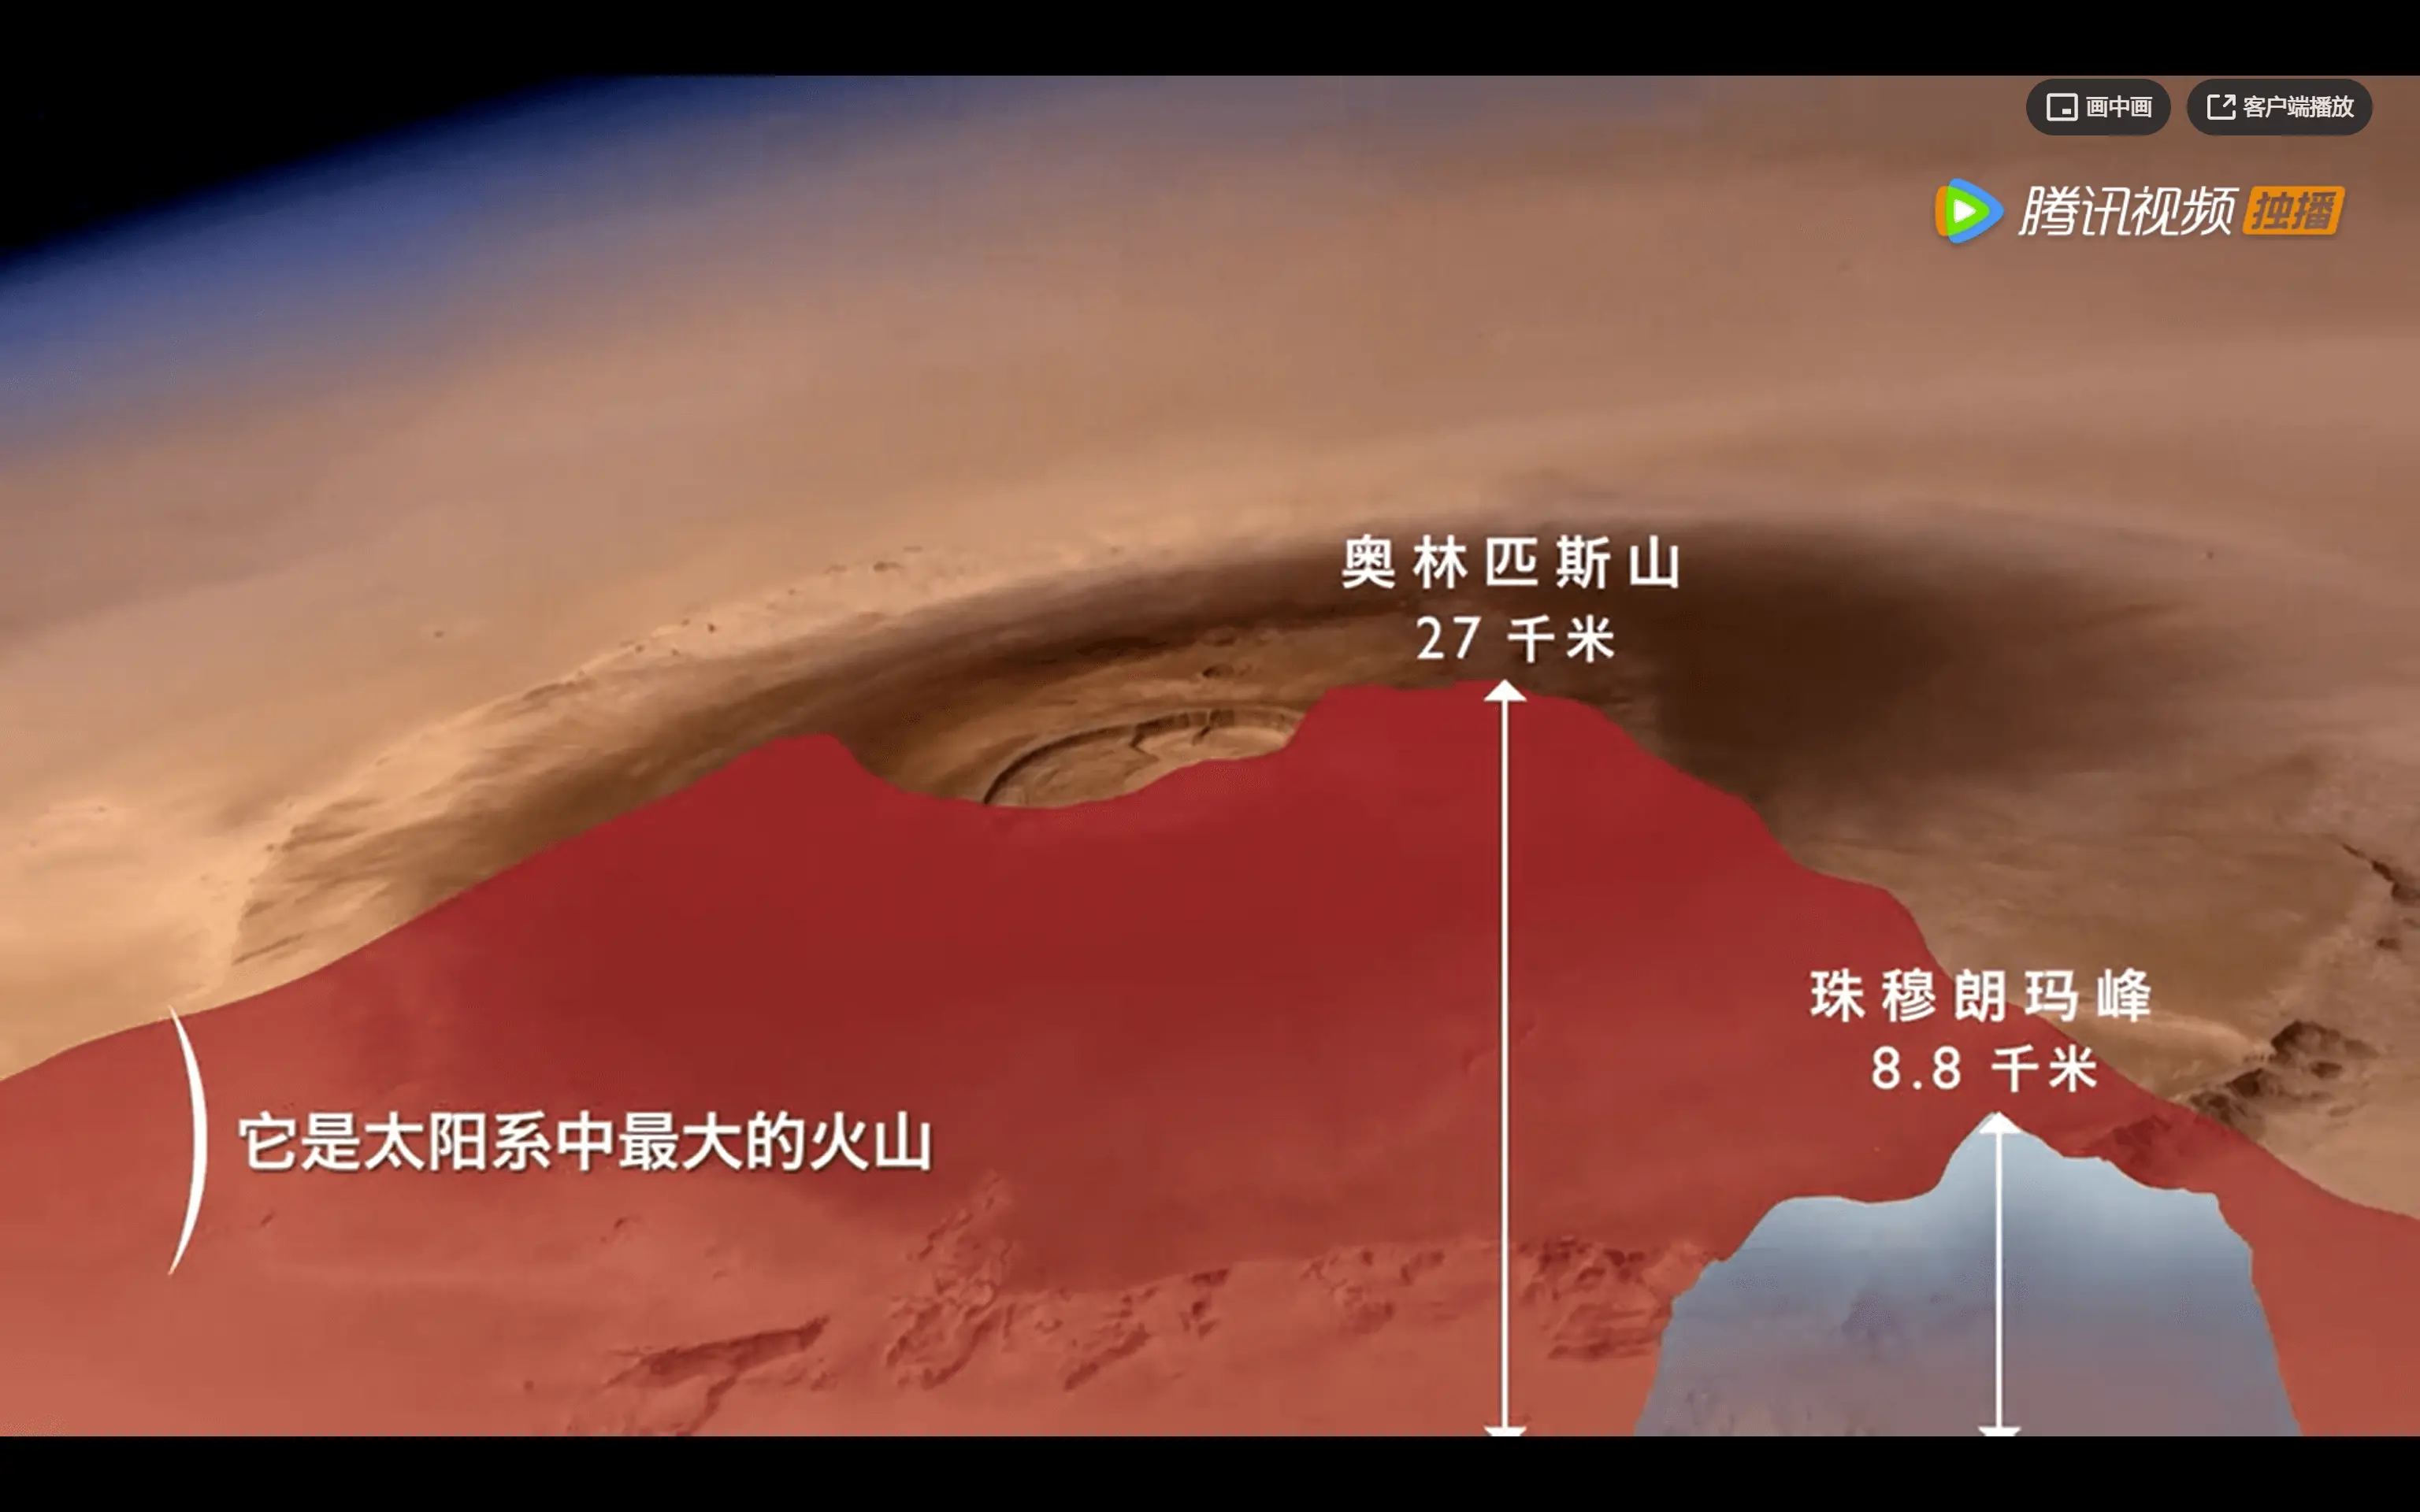 画中画
客户端播放
腾讯视频 独播
奥林匹斯山
27 千米
珠穆朗玛峰
8.8 千米
它是太阳系中最大的火山